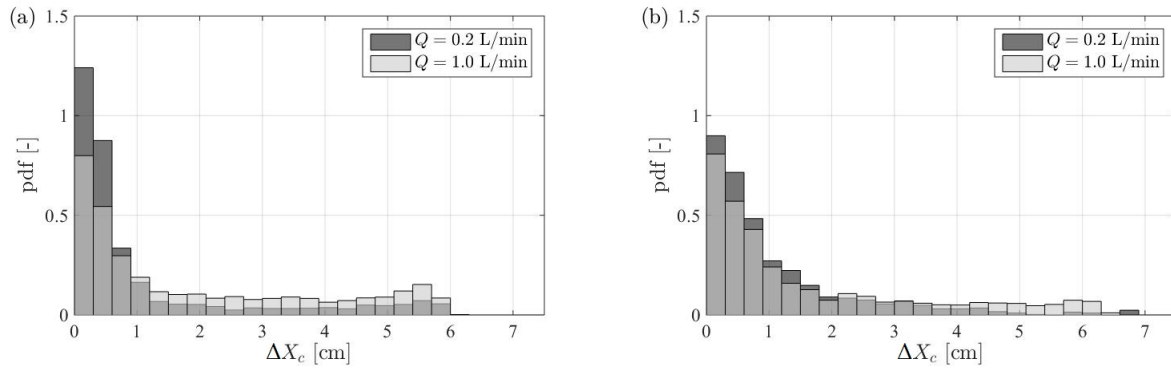 (a)
1.5
1
0.5
0
pdf [-]
Q = 0.2 L/min
Q = 1.0 L/min
0 1 2 3 4 5 6 7
ΔX_c [cm]
(b)
1.5
1
0.5
0
pdf [-]
Q = 0.2 L/min
Q = 1.0 L/min
0 1 2 3 4 5 6 7
ΔX_c [cm]